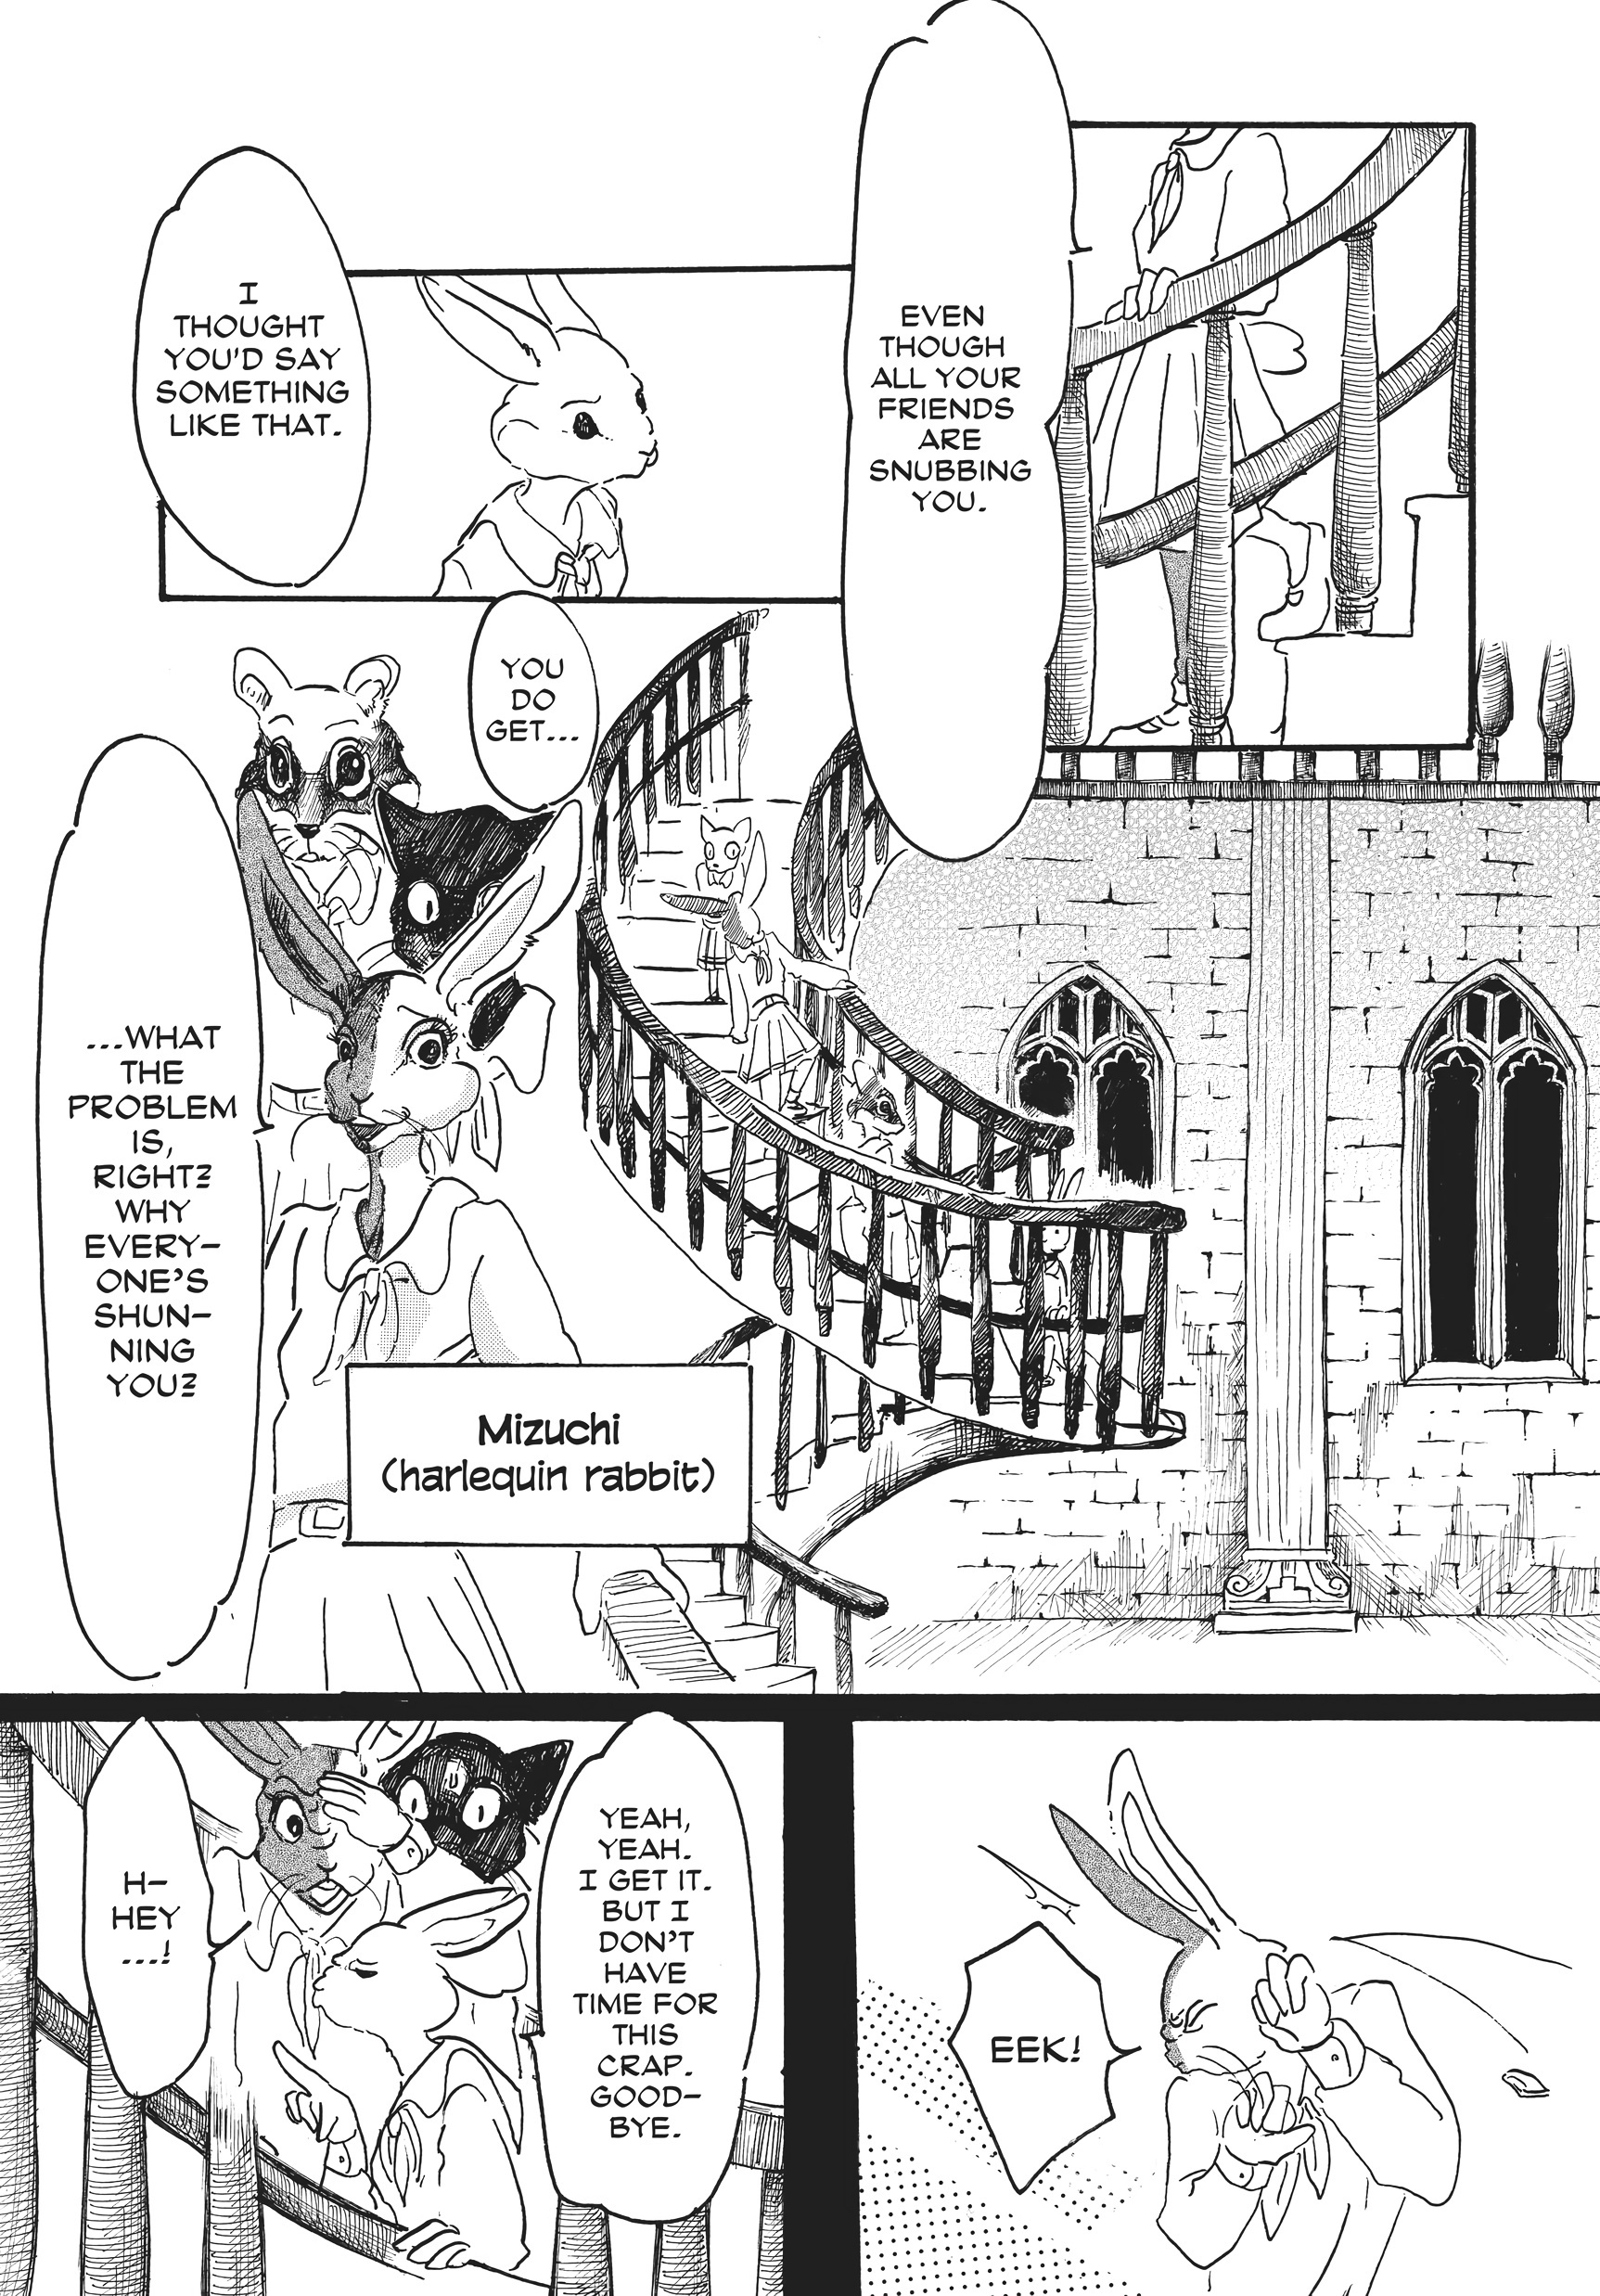 EVEN
THOUGH
ALL YOUR
FRIENDS
ARE
SNUBBING
YOU.
I
THOUGHT
YOU'D SAY
SOMETHING
LIKE THAT.
YOU
DO
GET...
...WHAT
THE
PROBLEM
IS,
RIGHT?
WHY
EVERY-
ONE'S
SHUN-
NING
YOU?
Mizuchi
(harlequin rabbit)
EEK!
YEAH,
YEAH.
I GET IT.
BUT I
DON'T
HAVE
TIME FOR
THIS
CRAP.
GOOD-
BYE.
H-
HEY
...!